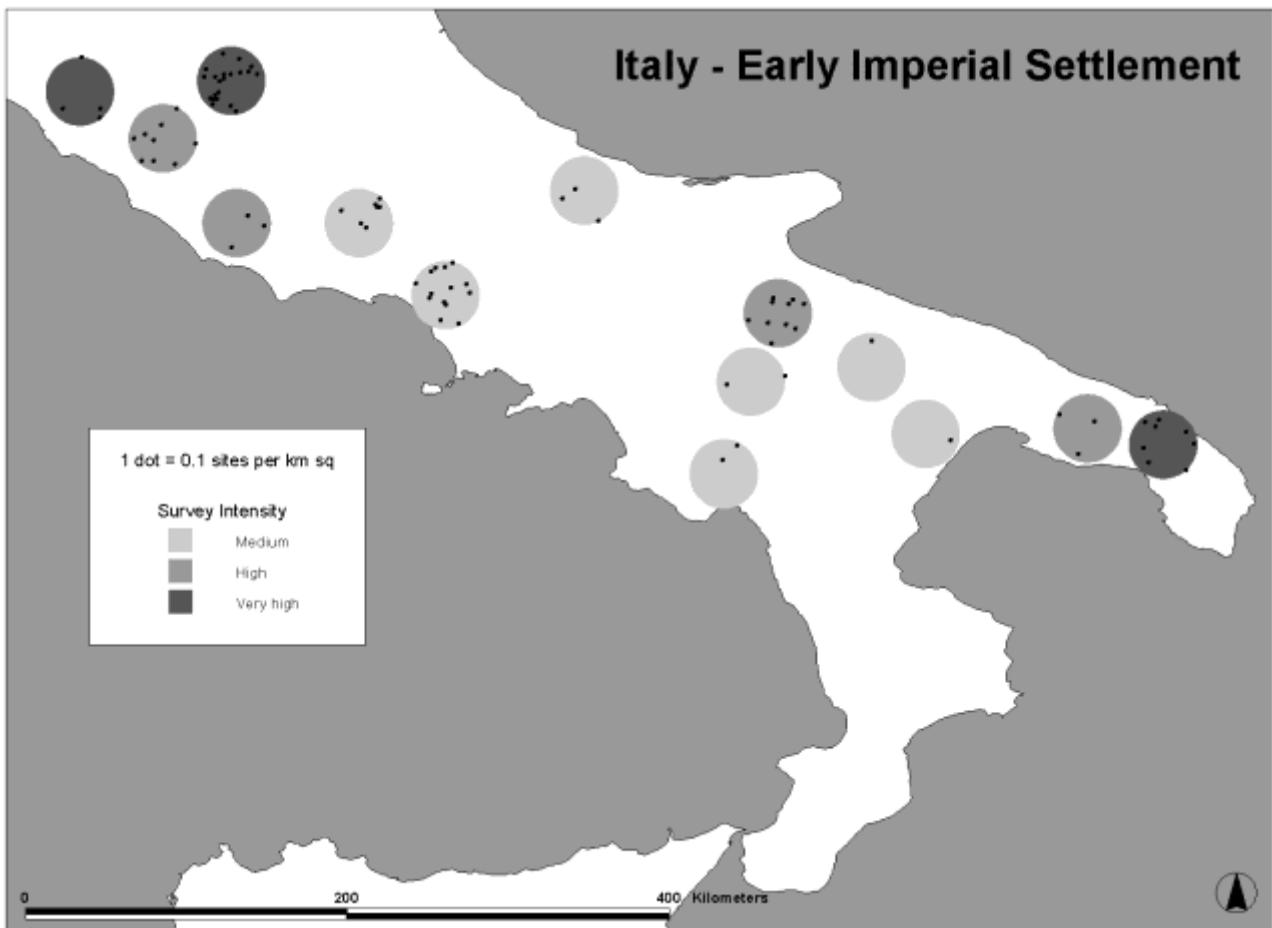 Italy - Early Imperial Settlement
1 dot = 0.1 sites per km sq
Survey Intensity
Medium
High
Very high
0 200 400 Kilometers